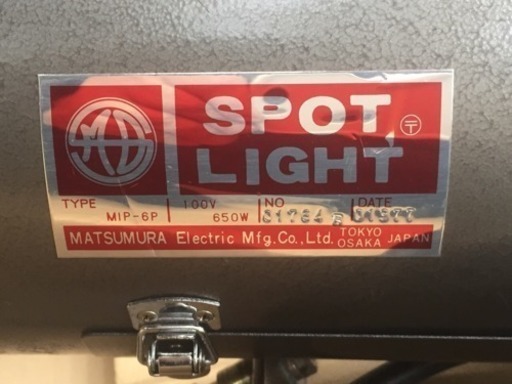 SPOT
LIGHT
TYPE 100V NO DATE
MIP-6P 650W
MATSUMURA Electric Mfg.Co.,Ltd. TOKYO
OSAKA JAPAN